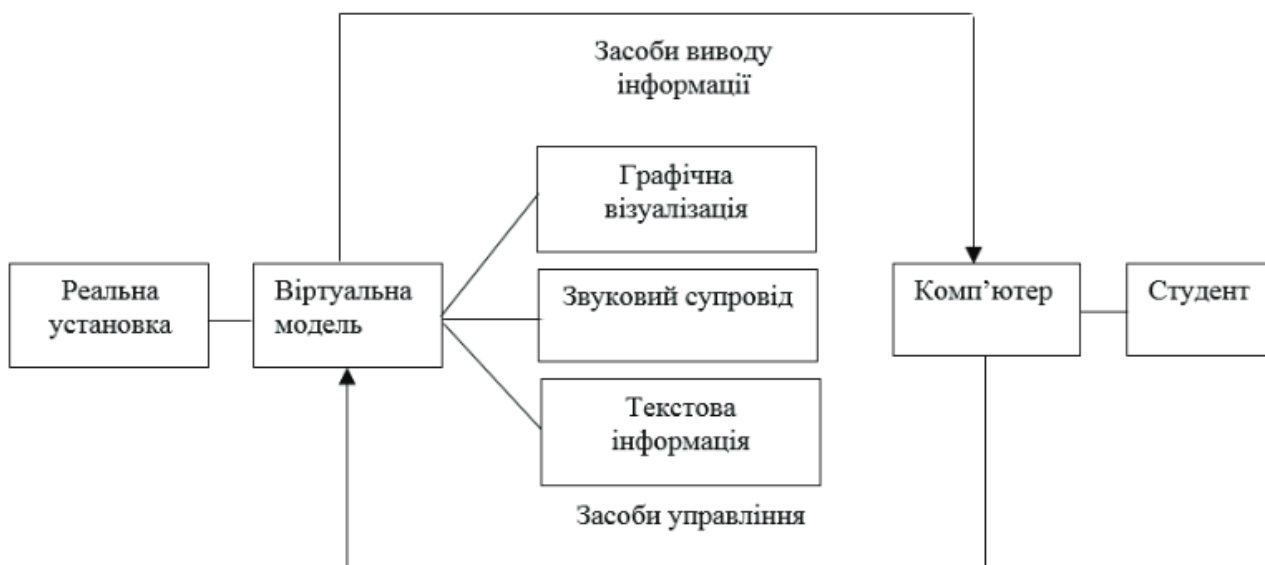 Засоби виводу
інформації
Графічна
візуалізація
Реальна
установка
Віртуальна
модель
Звуковий супровід
Комп’ютер
Студент
Текстова
інформація
Засоби управління